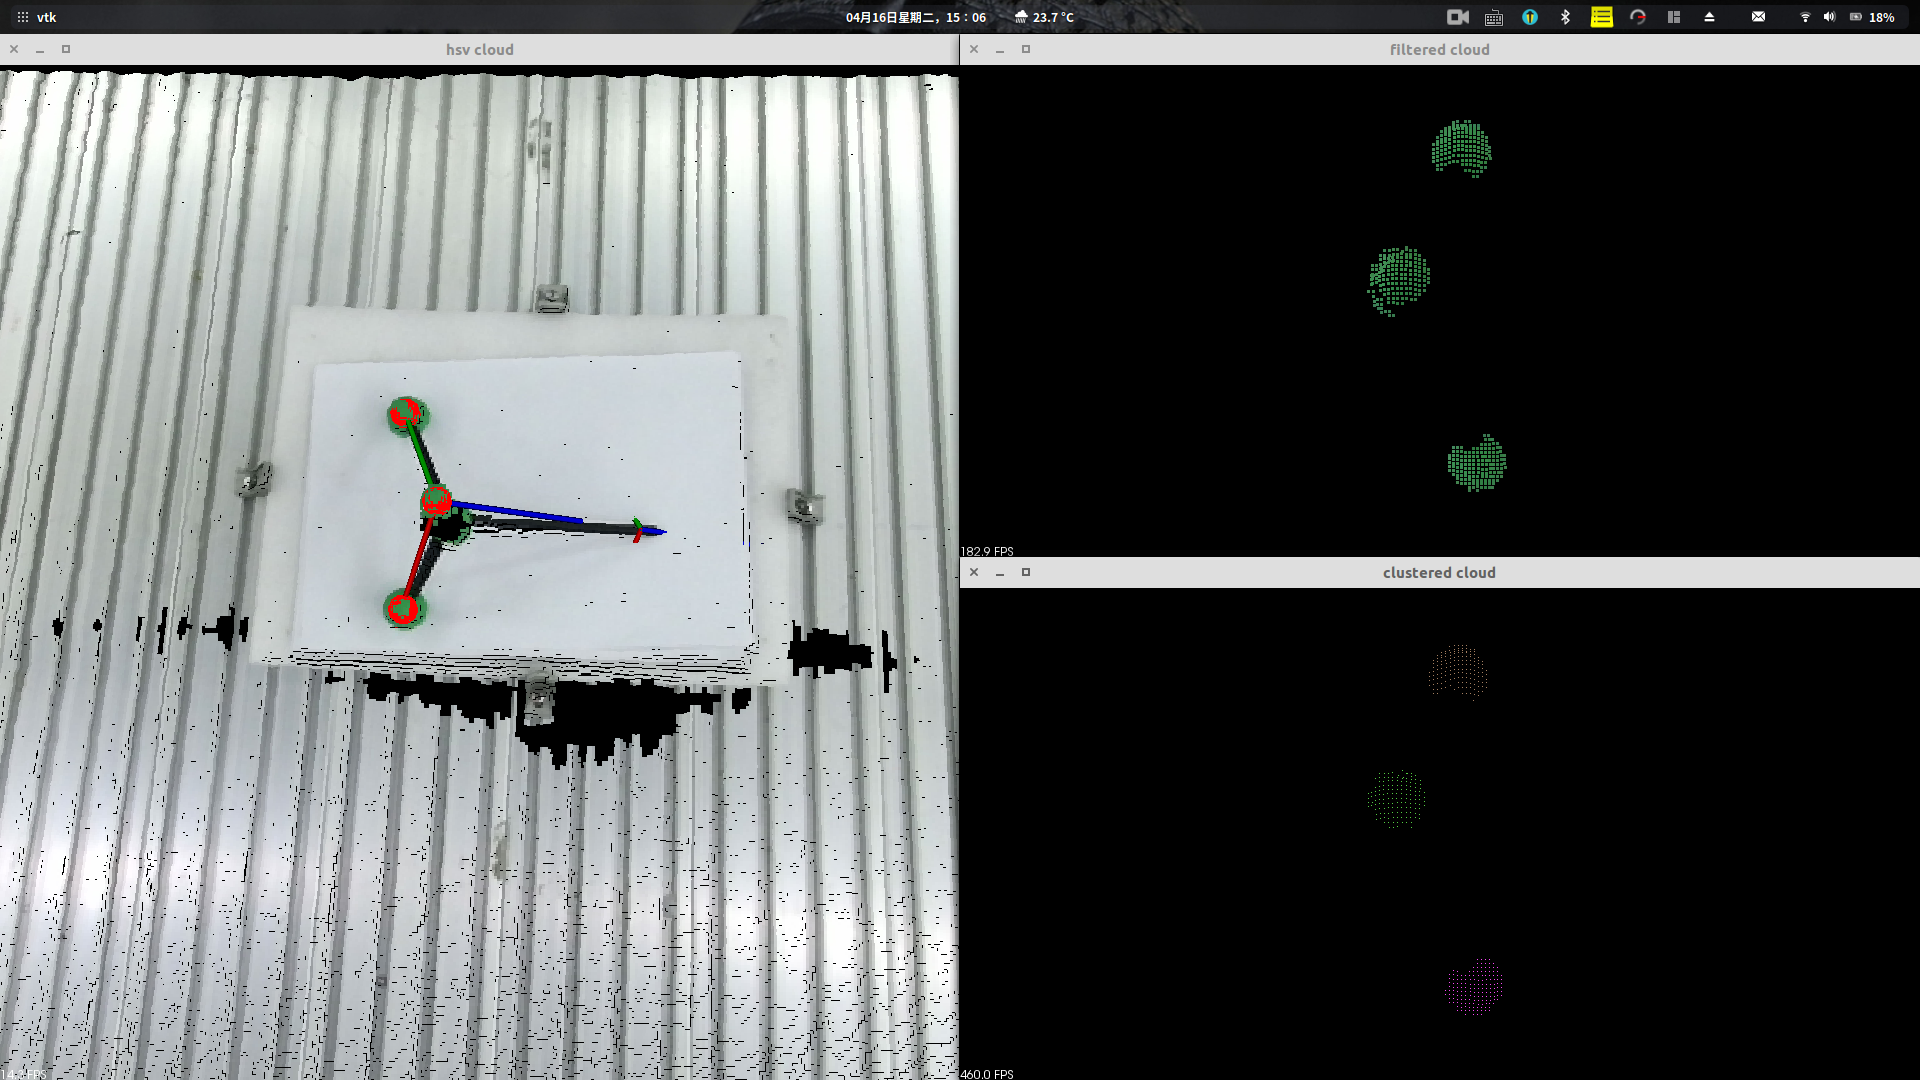 vtk
04月16日星期二，15：06
23.7 °C
18%
hsv cloud
filtered cloud
182.9 FPS
clustered cloud
460.0 FPS